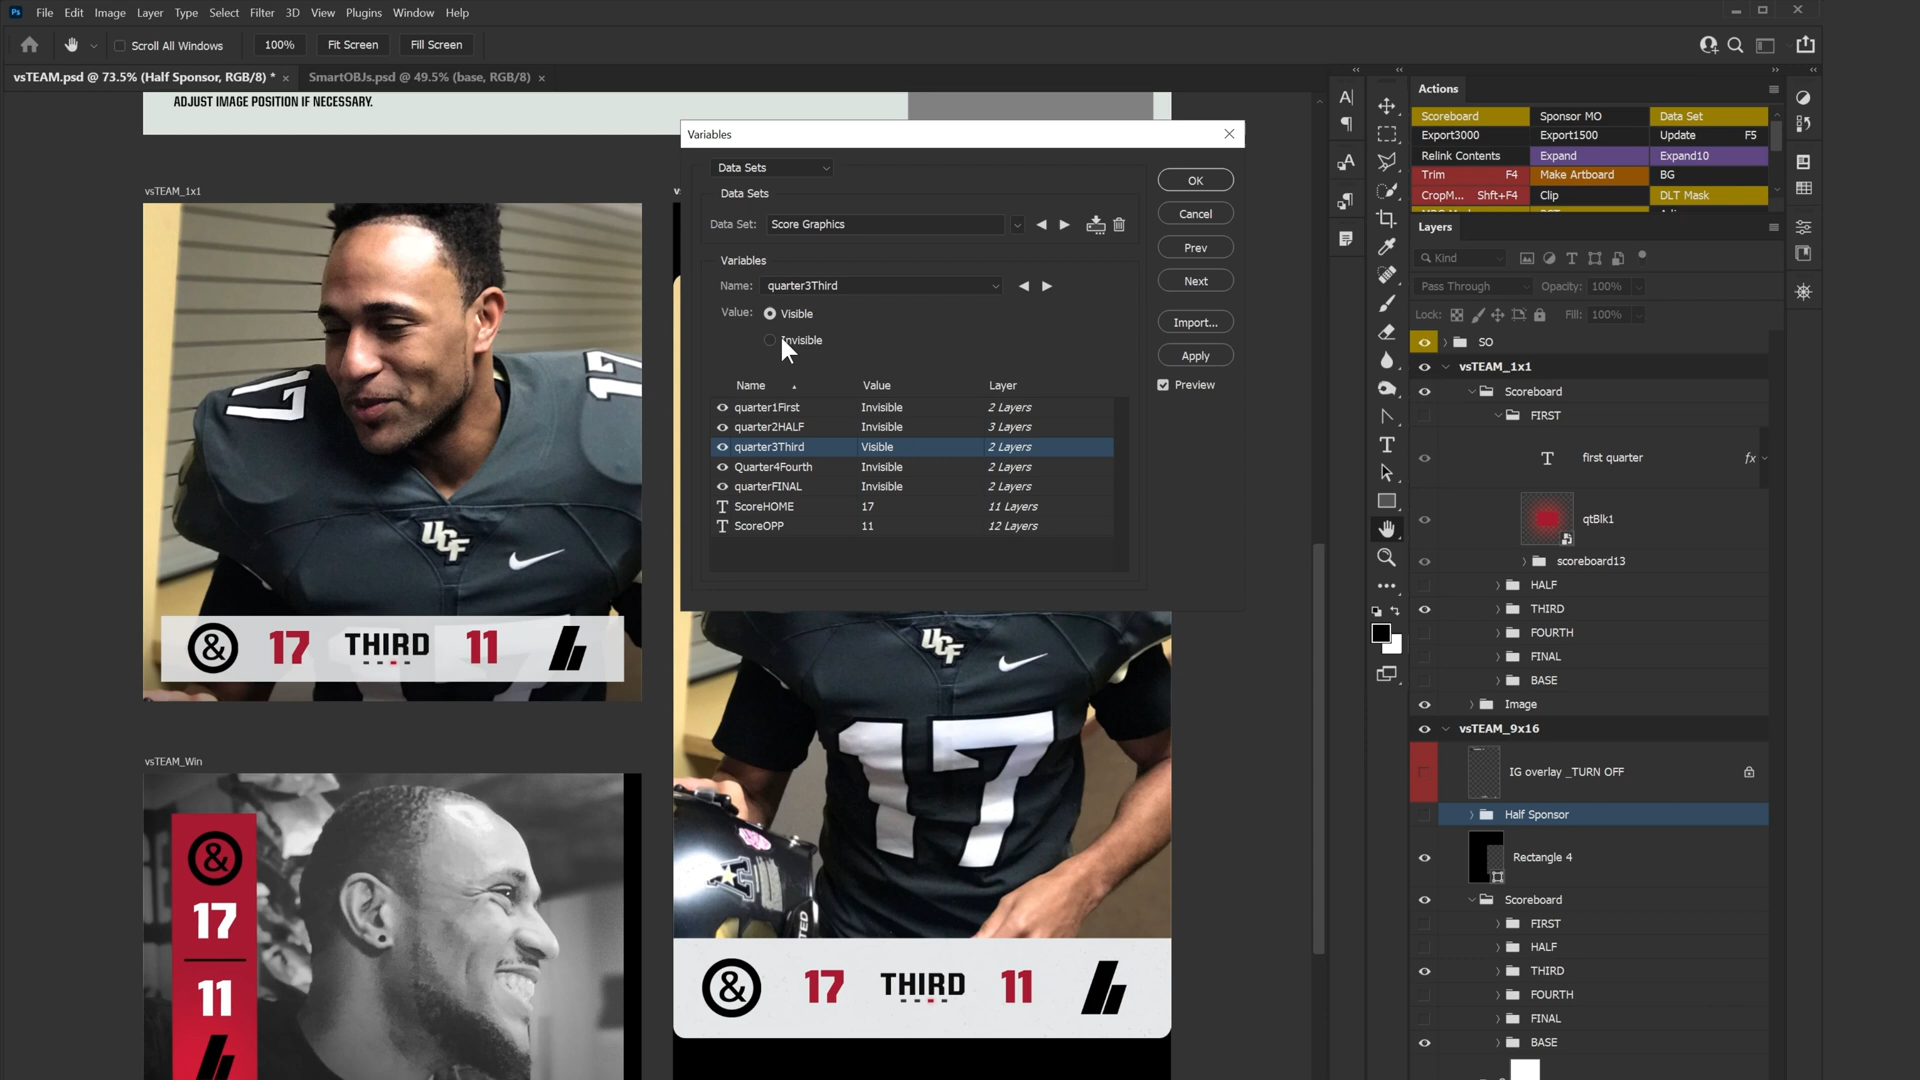 Ps File Edit Image Layer Type Select Filter 3D View Plugins Window Help
Scroll All Windows 100% Fit Screen Fill Screen
vsTEAM.psd @ 73.5% (Half Sponsor, RGB/8) * × SmartOBJs.psd @ 49.5% (base, RGB/8) ×
ADJUST IMAGE POSITION IF NECESSARY.
vsTEAM_1x1
17
UCF
& 17 THIRD 11
vsTEAM_Win
&
17
11
Variables
Data Sets
Data Sets
Data Set: Score Graphics
Variables
Name: quarter3Third
Value: Visible
Invisible
Name Value Layer
quarter1First Invisible 2 Layers
quarter2HALF Invisible 3 Layers
quarter3Third Visible 2 Layers
Quarter4Fourth Invisible 2 Layers
quarterFINAL Invisible 2 Layers
ScoreHOME 17 11 Layers
ScoreOPP 11 12 Layers
OK
Cancel
Prev
Next
Import...
Apply
Preview
UCF
17
& 17 THIRD 11
Actions
Scoreboard Sponsor MO Data Set
Export3000 Export1500 Update F5
Relink Contents Expand Expand10
Trim F4 Make Artboard BG
CropM... Shft+F4 Clip DLT Mask
Layers
Kind
Pass Through Opacity: 100%
Lock: Fill: 100%
SO
vsTEAM_1x1
Scoreboard
FIRST
first quarter fx
qtBlk1
scoreboard13
HALF
THIRD
FOURTH
FINAL
BASE
Image
vsTEAM_9x16
IG overlay _TURN OFF
Half Sponsor
Rectangle 4
Scoreboard
FIRST
HALF
THIRD
FOURTH
FINAL
BASE